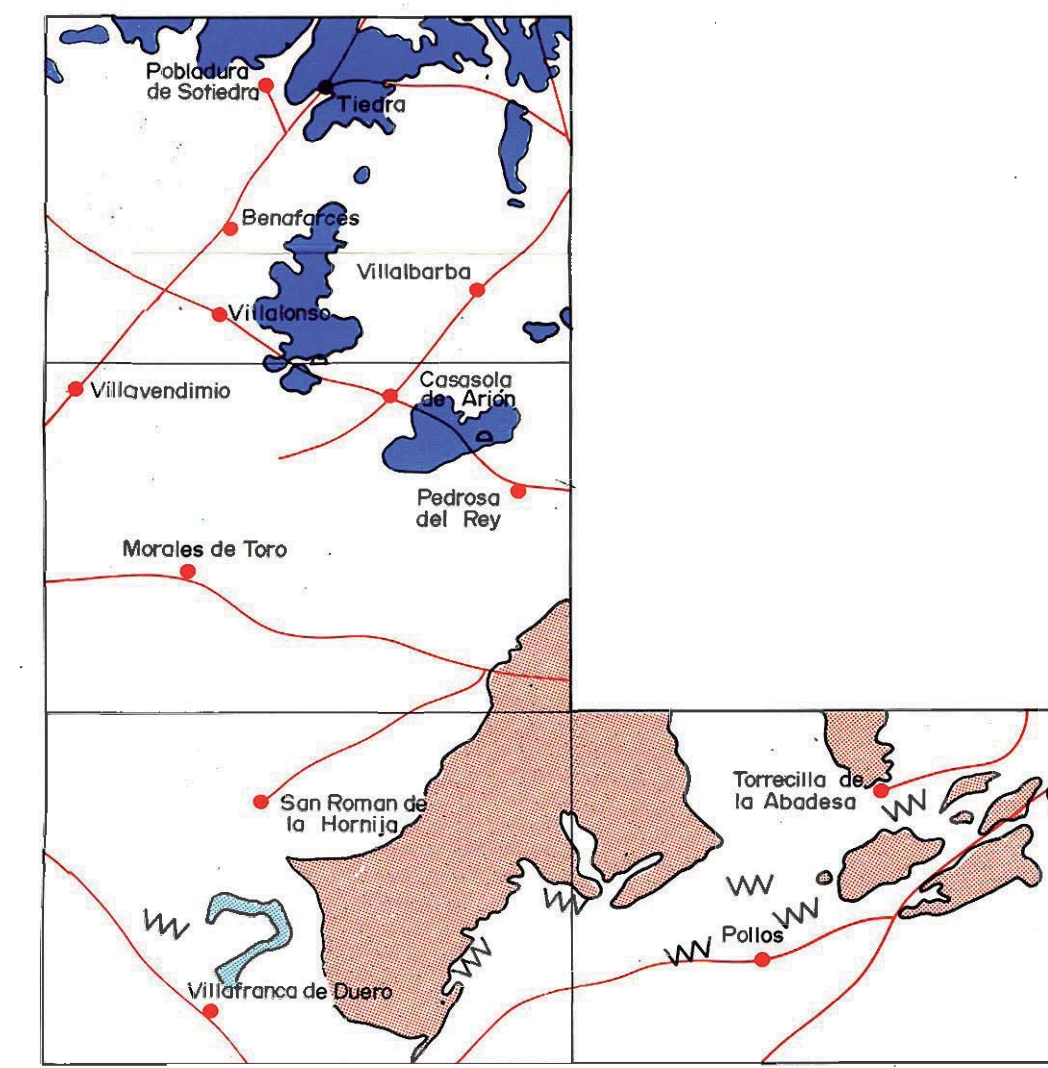 Pobladura
de Sotiedra
Tiedra
Benafarces
Villalbarba
Villalonso
D
Villavendimio
Casasola
de Arión
D
Pedrosa
del Rey
Morales de Toro
Torrecilla de
la Abadesa
San Roman de
la Hornija
Pollos
Villafranca de Duero